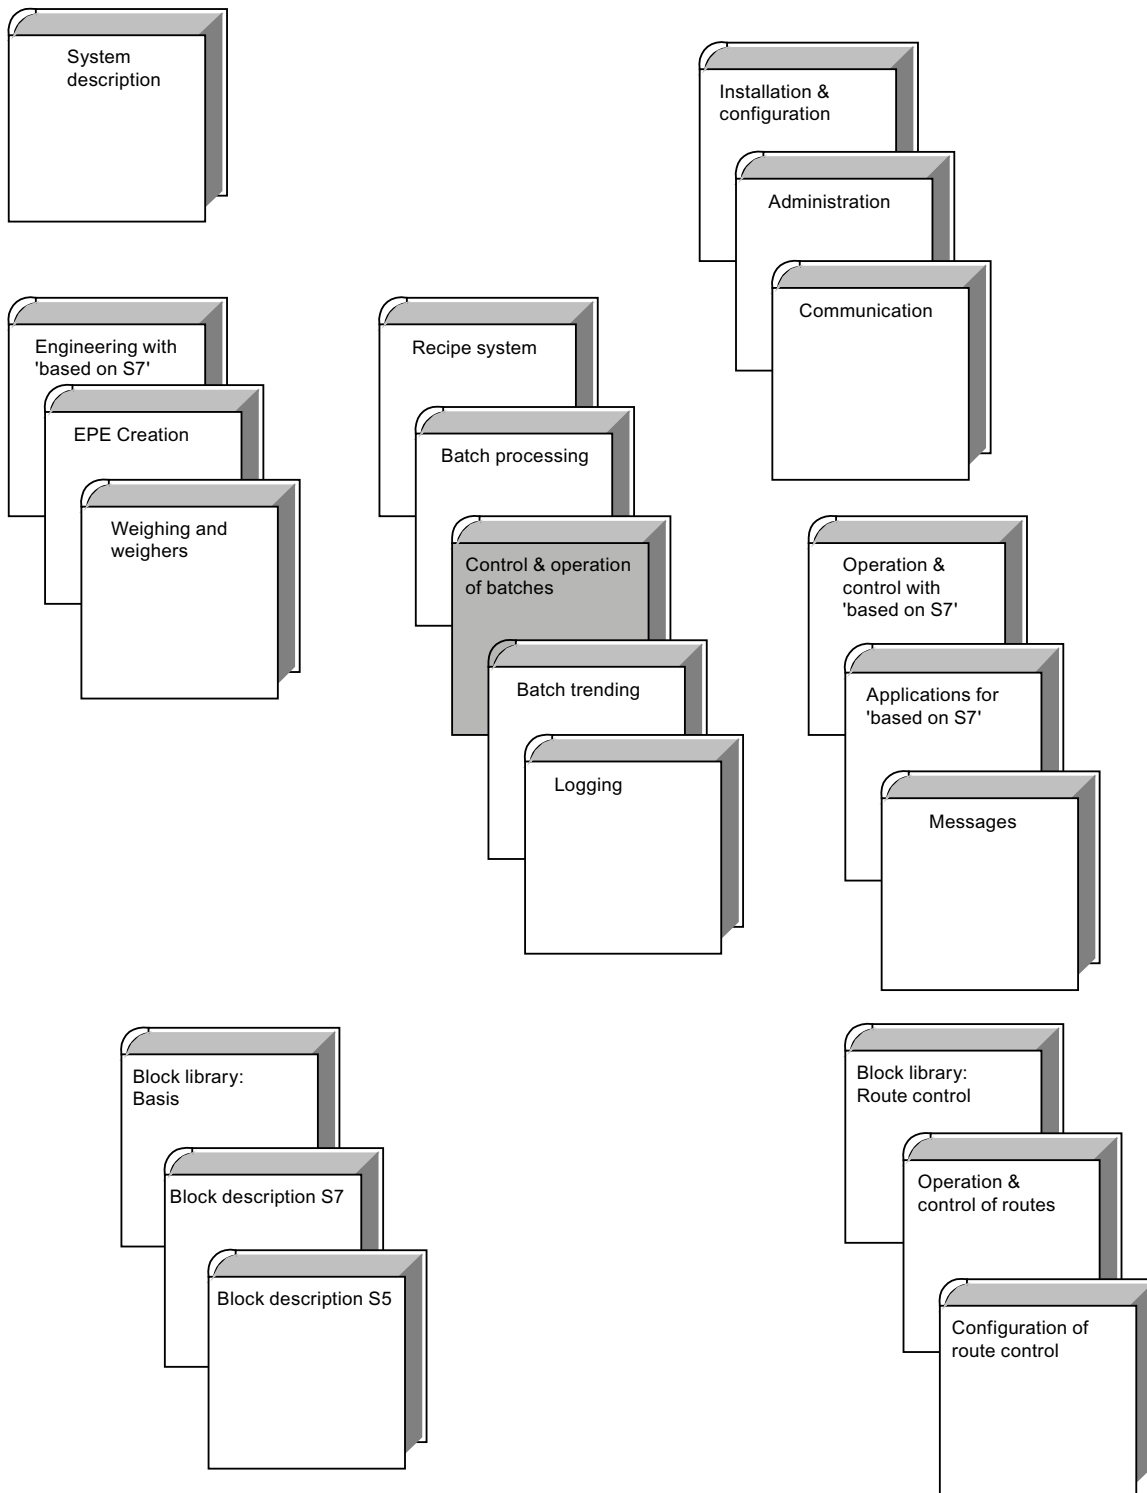 System
description
Installation &
configuration
Administration
Communication
Engineering with
'based on S7'
EPE Creation
Weighing and
weighers
Recipe system
Batch processing
Control & operation
of batches
Batch trending
Logging
Operation &
control with
'based on S7'
Applications for
'based on S7'
Messages
Block library:
Basis
Block description S7
Block description S5
Block library:
Route control
Operation &
control of routes
Configuration of
route control